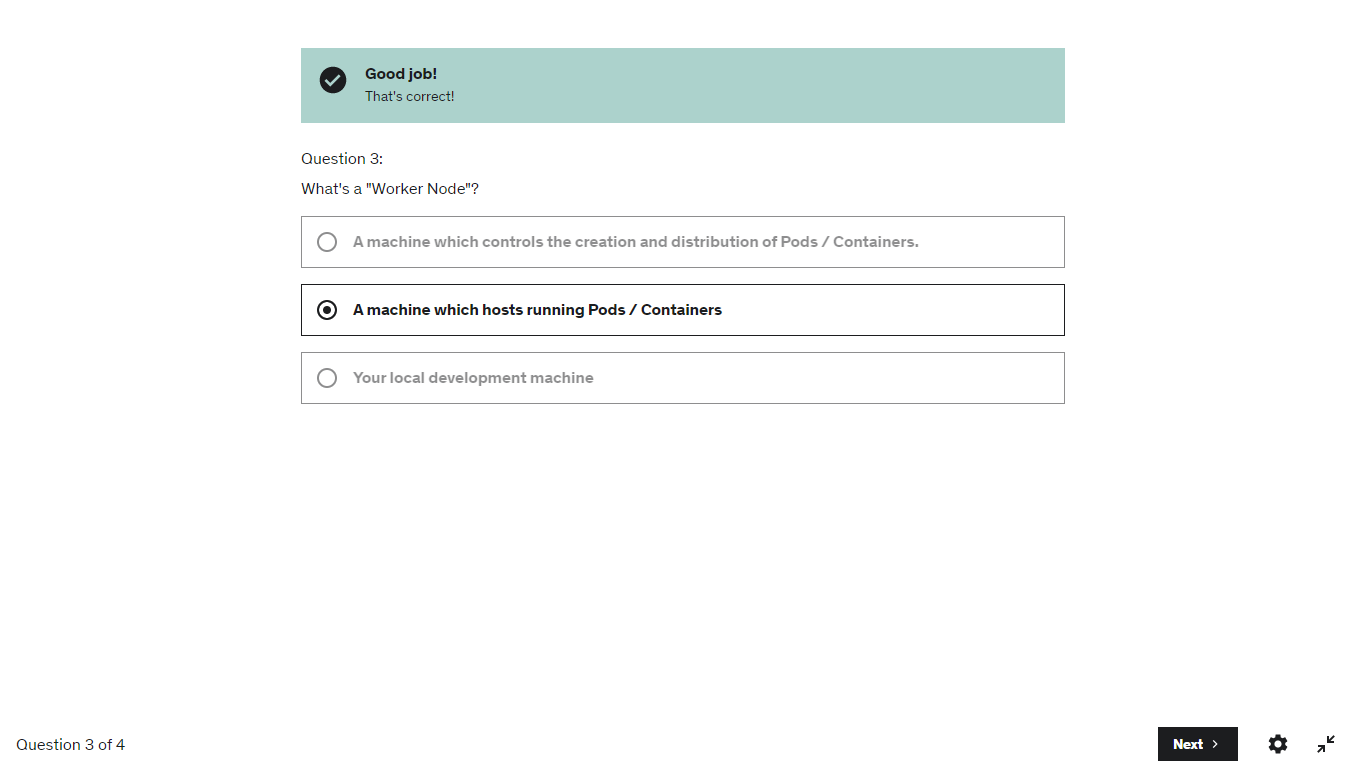 Good job!
That's correct!
Question 3:
What's a "Worker Node"?
A machine which controls the creation and distribution of Pods / Containers.
A machine which hosts running Pods / Containers
Your local development machine
Question 3 of 4
Next